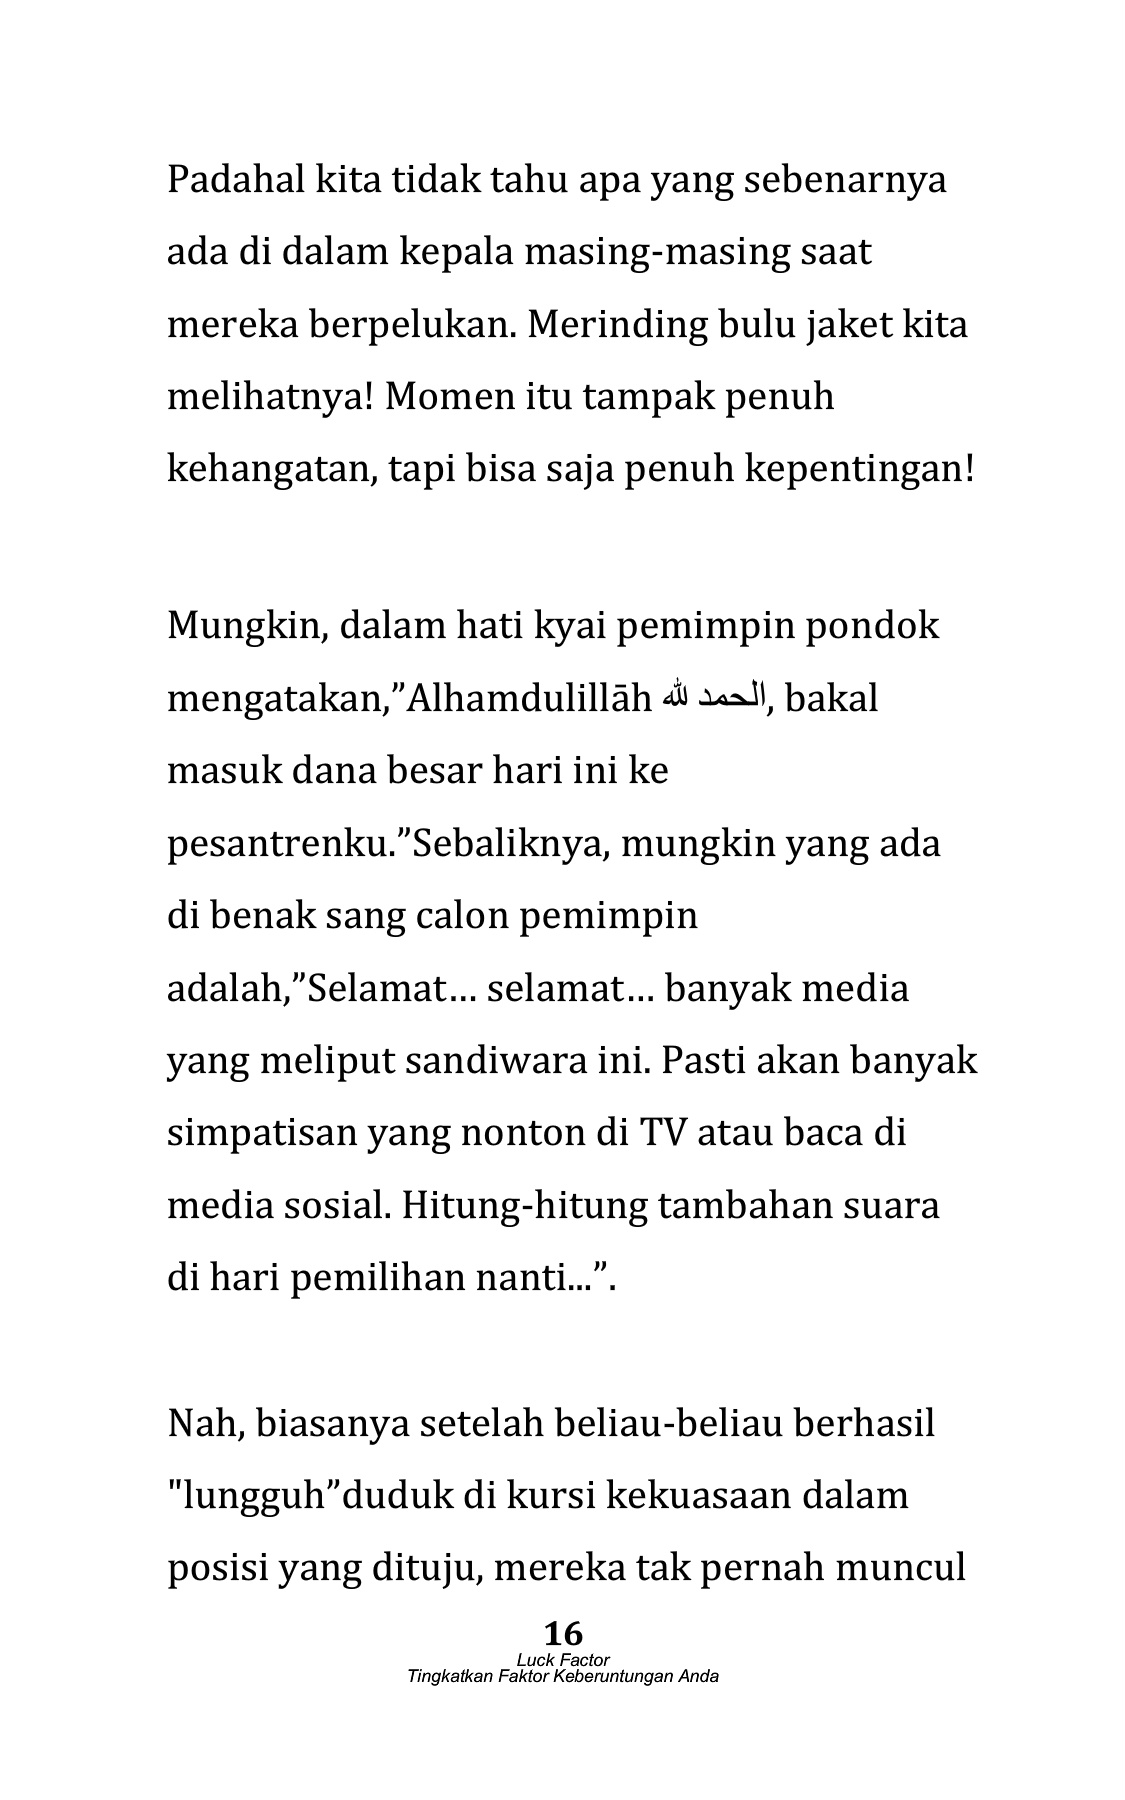 Padahal kita tidak tahu apa yang sebenarnya
ada di dalam kepala masing-masing saat
mereka berpelukan. Merinding bulu jaket kita
melihatnya! Momen itu tampak penuh
kehangatan, tapi bisa saja penuh kepentingan!
Mungkin, dalam hati kyai pemimpin pondok
mengatakan,”Alhamdulillāh الحمد لله, bakal
masuk dana besar hari ini ke
pesantrenku.”Sebaliknya, mungkin yang ada
di benak sang calon pemimpin
adalah,”Selamat… selamat… banyak media
yang meliput sandiwara ini. Pasti akan banyak
simpatisan yang nonton di TV atau baca di
media sosial. Hitung-hitung tambahan suara
di hari pemilihan nanti...”.
Nah, biasanya setelah beliau-beliau berhasil
"lungguh”duduk di kursi kekuasaan dalam
posisi yang dituju, mereka tak pernah muncul
16
Luck Factor
Tingkatkan Faktor Keberuntungan Anda